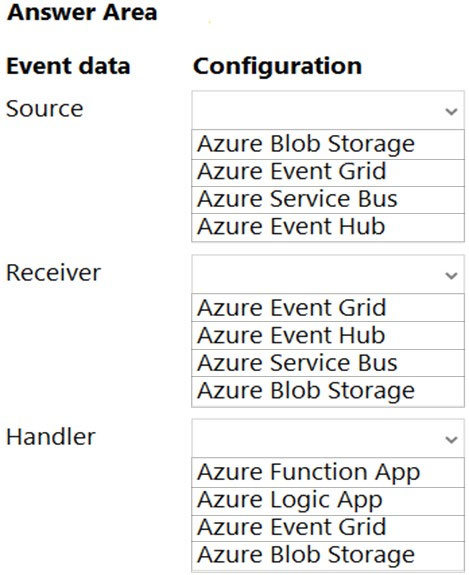 Answer Area
Event data Configuration
Source
Azure Blob Storage
Azure Event Grid
Azure Service Bus
Azure Event Hub
Receiver
Azure Event Grid
Azure Event Hub
Azure Service Bus
Azure Blob Storage
Handler
Azure Function App
Azure Logic App
Azure Event Grid
Azure Blob Storage